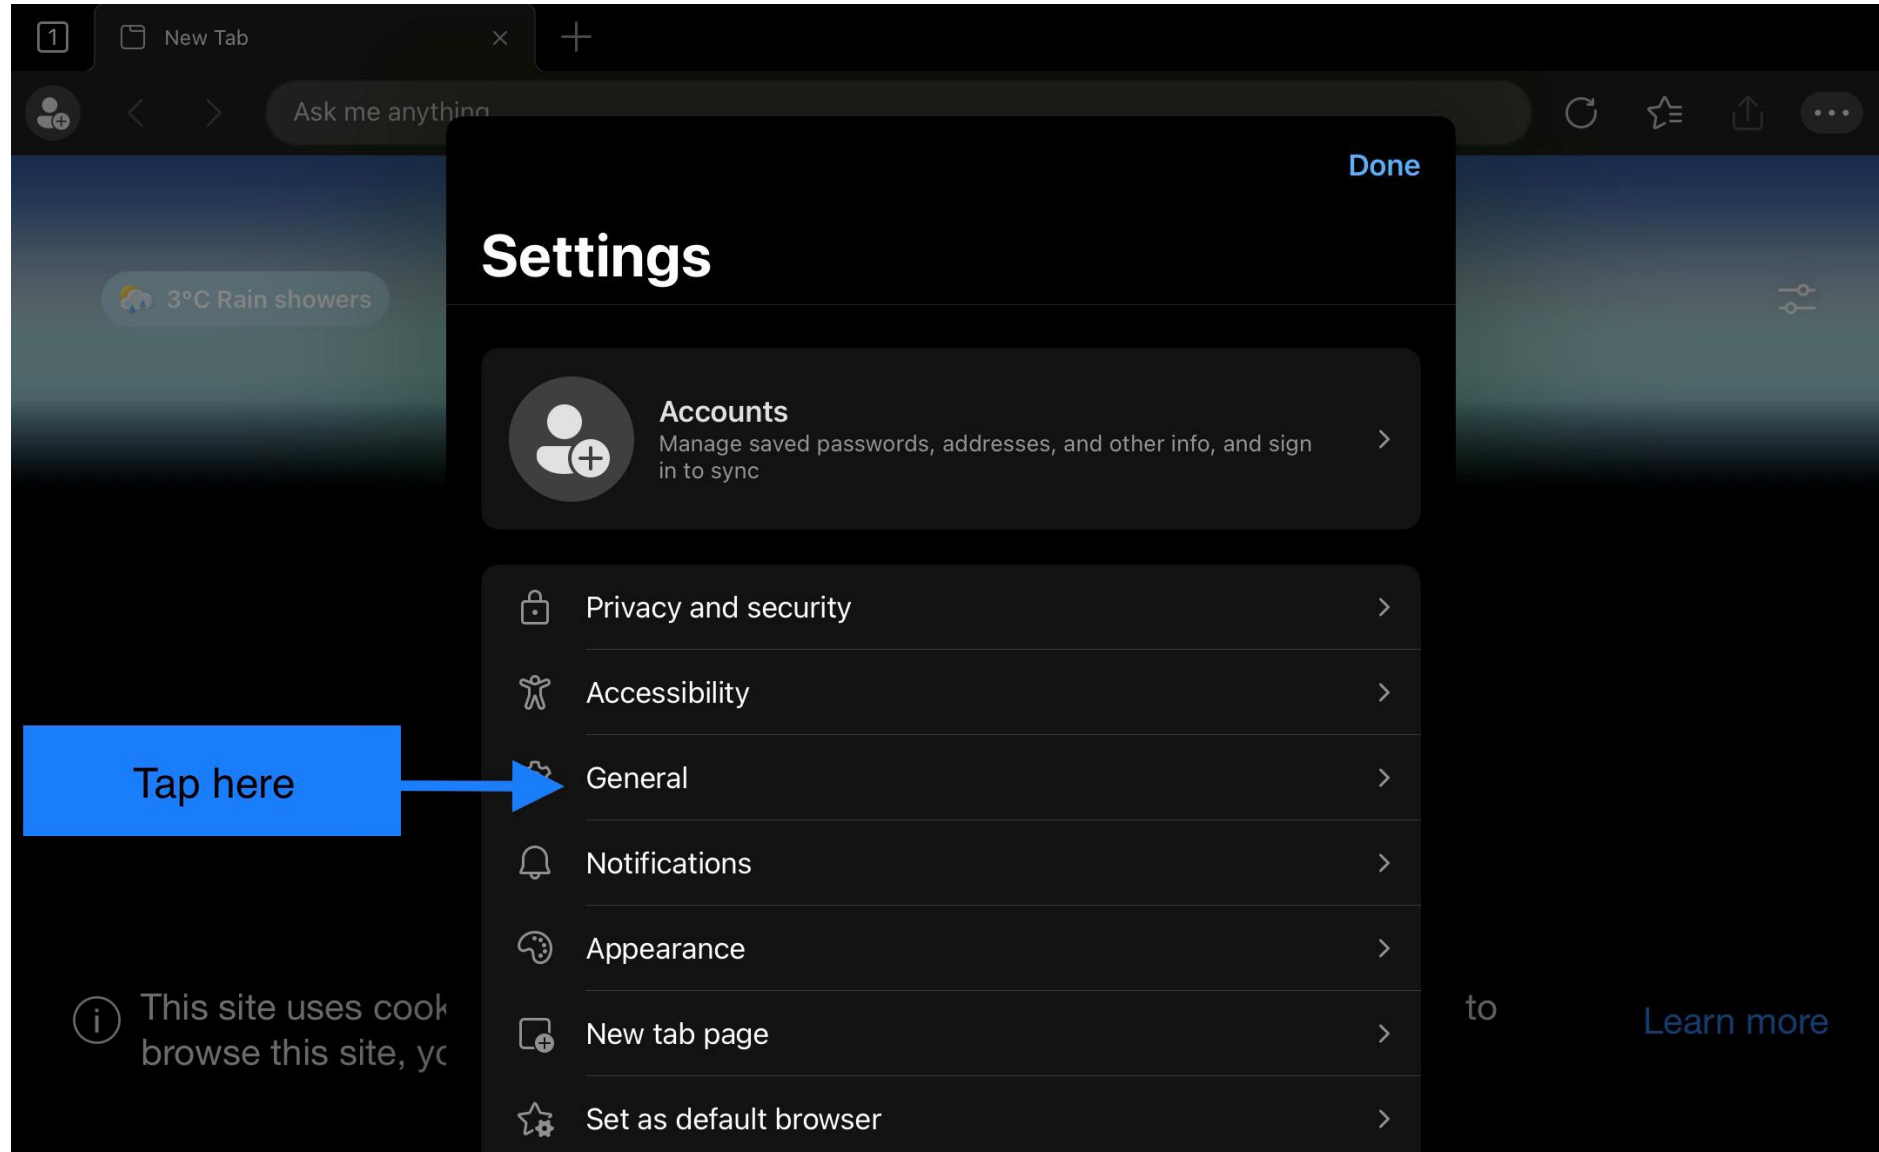 1
New Tab
Ask me anything
Done
Settings
3°C Rain showers
Accounts
Manage saved passwords, addresses, and other info, and sign
in to sync
Privacy and security
Accessibility
Tap here
General
Notifications
Appearance
This site uses to
browse this site,
Learn more
New tab page
Set as default browser